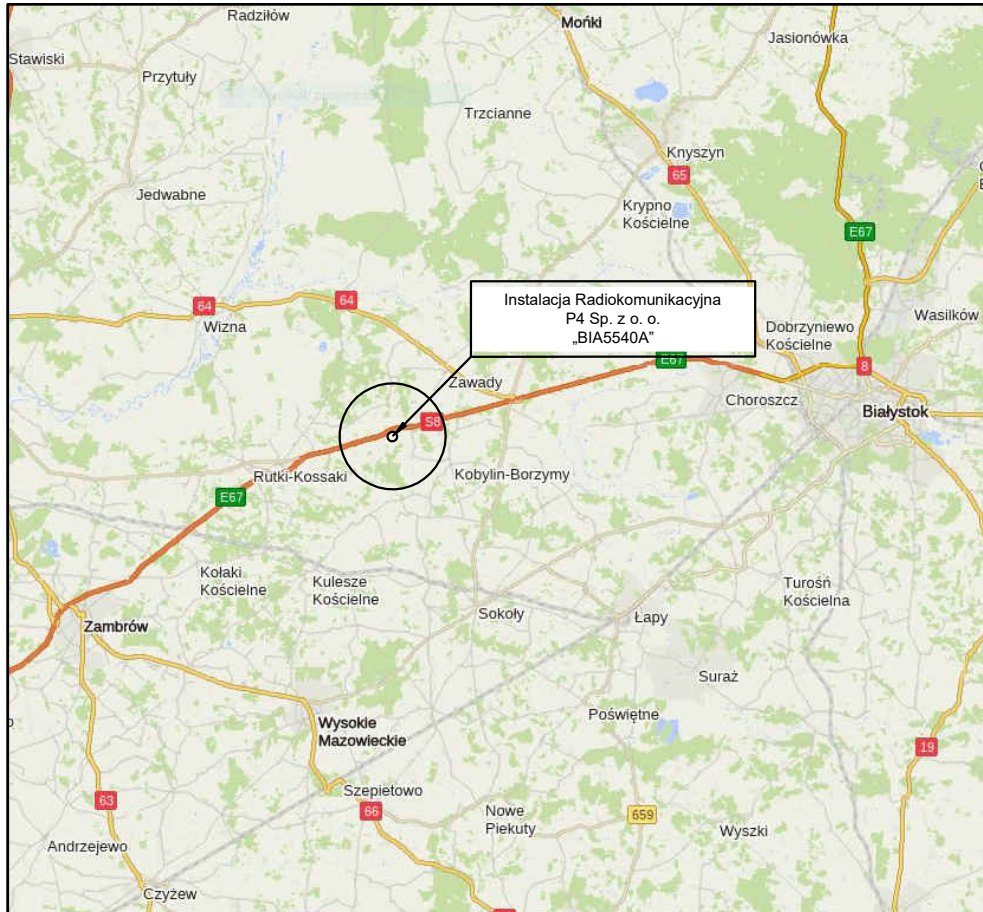 Radziłów
Mońki
Jasionówka
Stawiski
Przytuły
Trzcianne
Knyszyn
65
Jedwabne
Krypno
Kościelne
E67
Instalacja Radiokomunikacyjna
P4 Sp. z o. o.
„BIA5540A”
64
64
Wizna
Wasilków
Dobrzyniewo
Kościelne
E67
8
Zawady
Choroszcz
Białystok
S8
Rutki-Kossaki
Kobylin-Borzymy
E67
Kołaki
Kościelne
Kulesze
Kościelne
Turośń
Kościelna
Sokoły
Łapy
Zambrów
Suraż
Poświętne
Wysokie
Mazowieckie
19
Szepietowo
63
66
Nowe
Piekuty
659
Wyszki
Andrzejewo
Czyżew